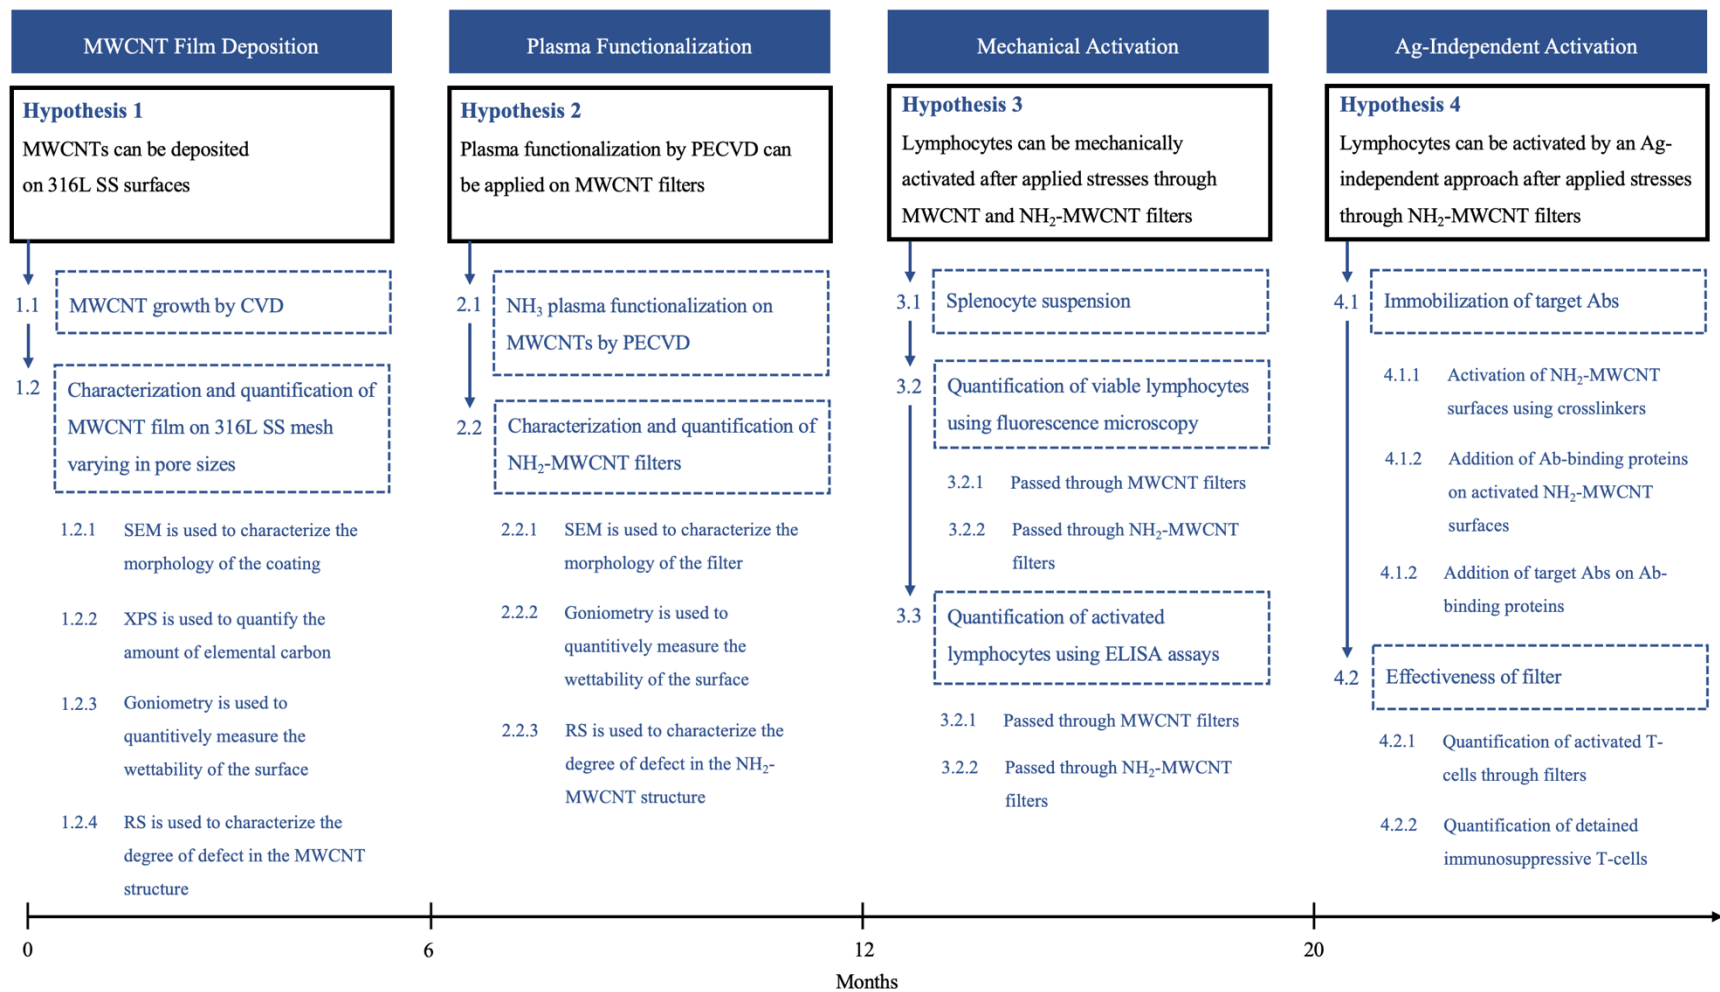 MWCNT Film Deposition
Hypothesis 1
MWCNTs can be deposited
on 316L SS surfaces
1.1
MWCNT growth by CVD
1.2
Characterization and quantification of
MWCNT film on 316L SS mesh
varying in pore sizes
1.2.1 SEM is used to characterize the
morphology of the coating
1.2.2 XPS is used to quantify the
amount of elemental carbon
1.2.3 Goniometry is used to
quantitively measure the
wettability of the surface
1.2.4 RS is used to characterize the
degree of defect in the MWCNT
structure
Plasma Functionalization
Hypothesis 2
Plasma functionalization by PECVD can
be applied on MWCNT filters
2.1
NH₃ plasma functionalization on
MWCNTs by PECVD
2.2
Characterization and quantification of
NH₂-MWCNT filters
2.2.1 SEM is used to characterize the
morphology of the filter
2.2.2 Goniometry is used to
quantitively measure the
wettability of the surface
2.2.3 RS is used to characterize the
degree of defect in the NH₂-
MWCNT structure
Mechanical Activation
Hypothesis 3
Lymphocytes can be mechanically
activated after applied stresses through
MWCNT and NH₂-MWCNT filters
3.1
Splenocyte suspension
3.2
Quantification of viable lymphocytes
using fluorescence microscopy
3.2.1 Passed through MWCNT filters
3.2.2 Passed through NH₂-MWCNT
filters
3.3
Quantification of activated
lymphocytes using ELISA assays
3.2.1 Passed through MWCNT filters
3.2.2 Passed through NH₂-MWCNT
filters
Ag-Independent Activation
Hypothesis 4
Lymphocytes can be activated by an Ag-
independent approach after applied stresses
through NH₂-MWCNT filters
4.1
Immobilization of target Abs
4.1.1 Activation of NH₂-MWCNT
surfaces using crosslinkers
4.1.2 Addition of Ab-binding proteins
on activated NH₂-MWCNT
surfaces
4.1.2 Addition of target Abs on Ab-
binding proteins
4.2
Effectiveness of filter
4.2.1 Quantification of activated T-
cells through filters
4.2.2 Quantification of detained
immunosuppressive T-cells
0 6 12 20
Months